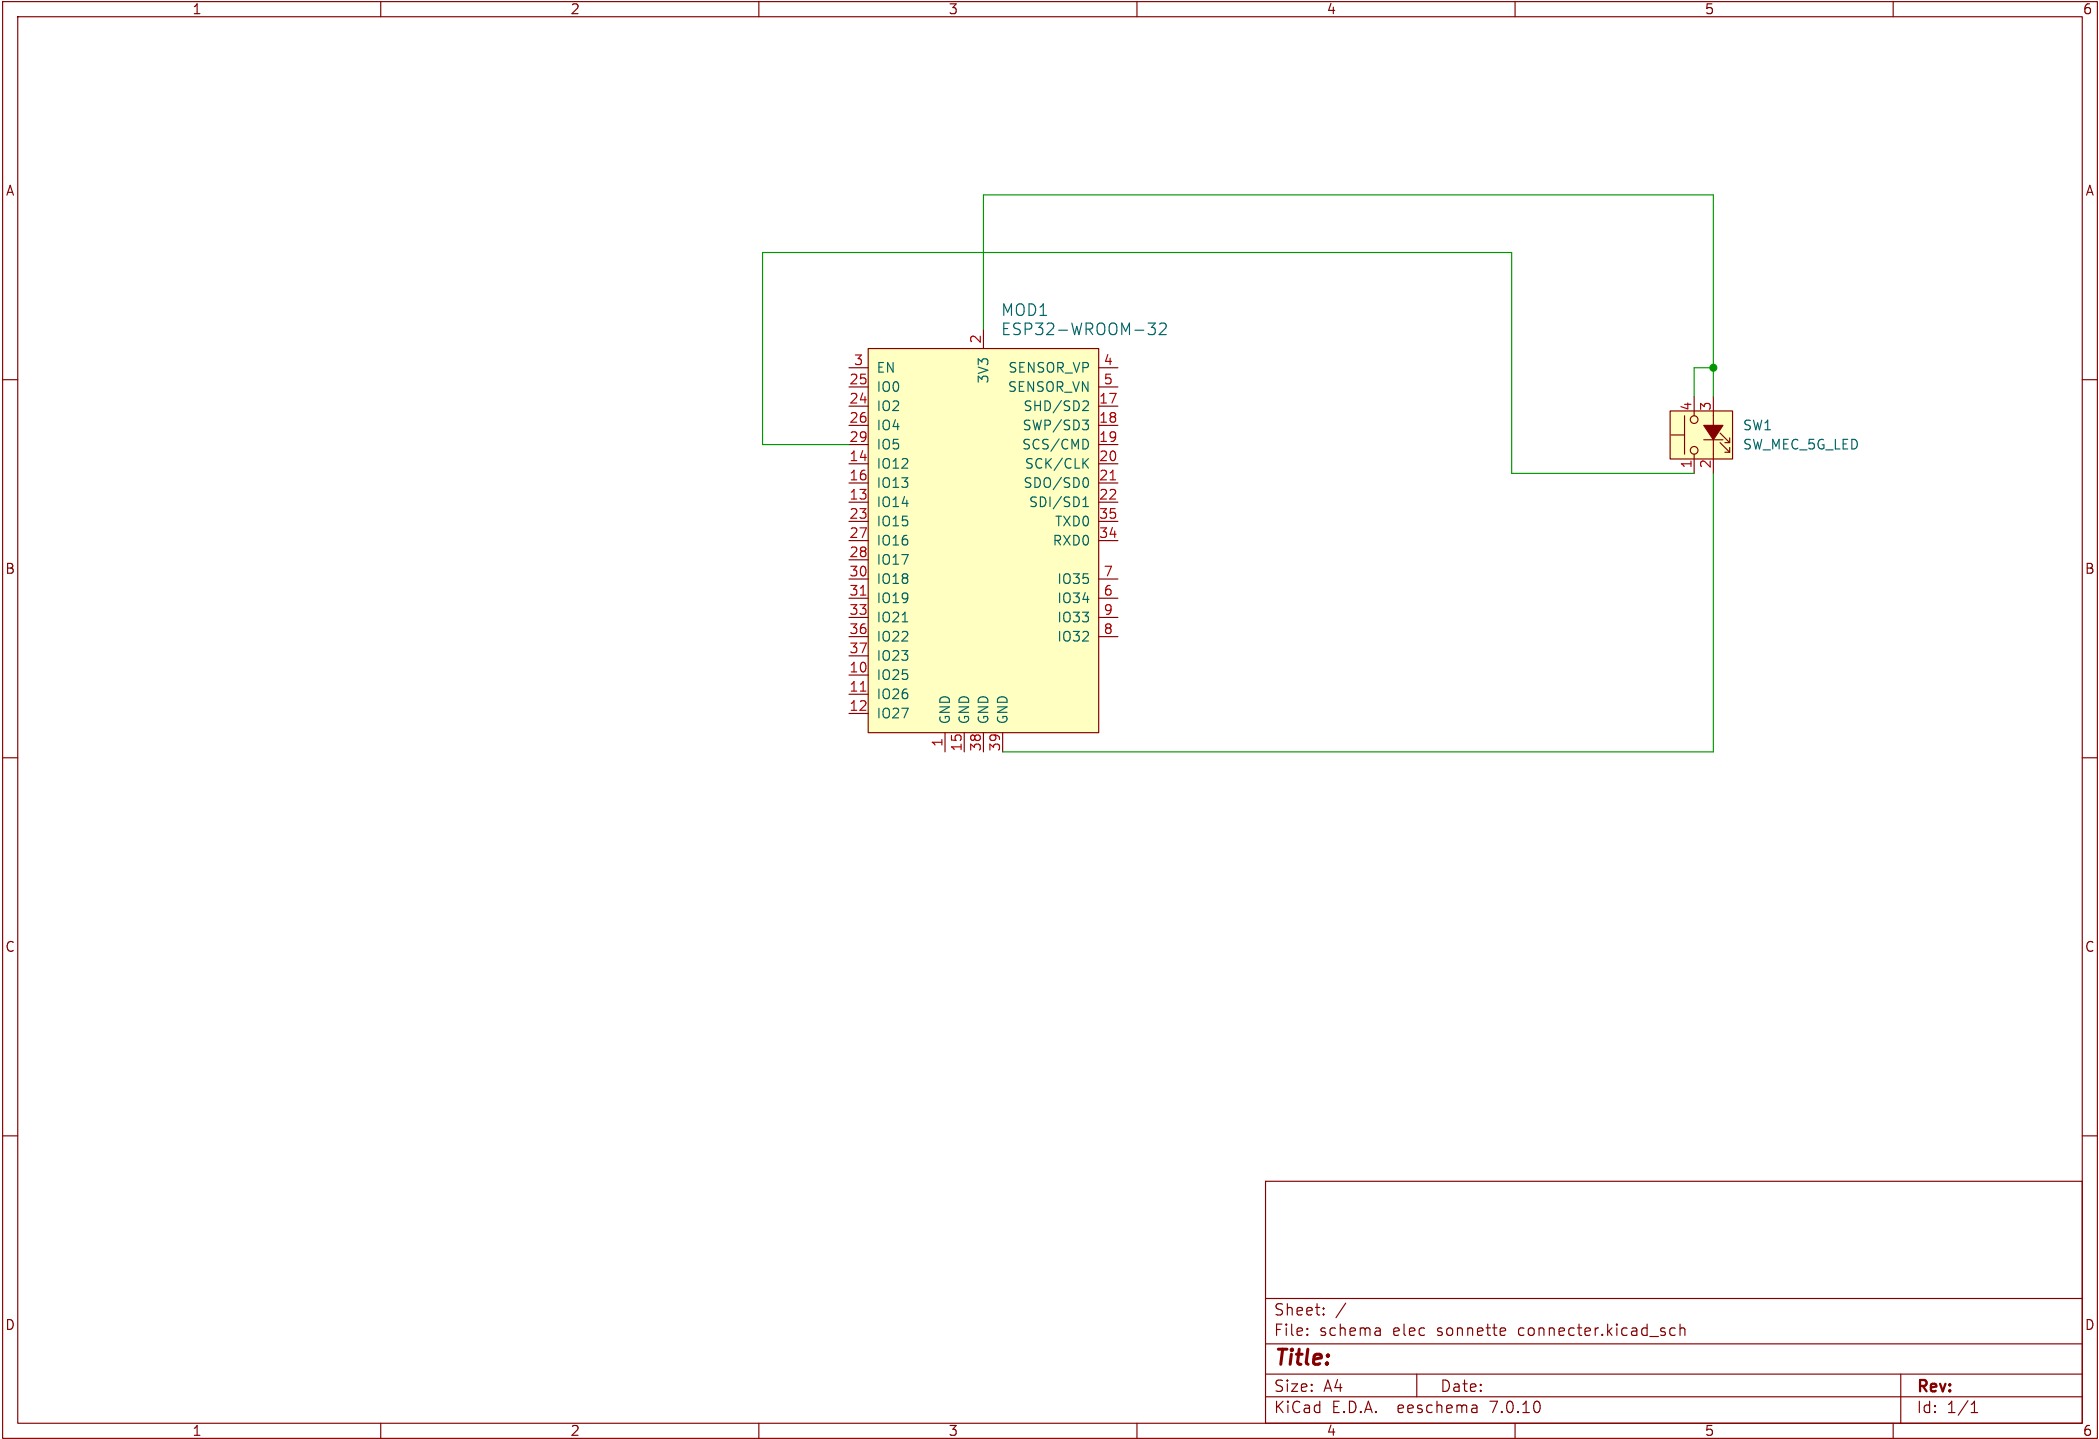 1 2 3 4 5 6
A A
MOD1
ESP32-WROOM-32
2
3V3
3 EN SENSOR_VP 4
25 IO0 SENSOR_VN 5
24 IO2 SHD/SD2 17
26 IO4 SWP/SD3 18
29 IO5 SCS/CMD 19
14 IO12 SCK/CLK 20
16 IO13 SDO/SD0 21
13 IO14 SDI/SD1 22
23 IO15 TXD0 35
27 IO16 RXD0 34
28 IO17
30 IO18 IO35 7
31 IO19 IO34 6
33 IO21 IO33 9
36 IO22 IO32 8
37 IO23
10 IO25
11 IO26
12 IO27
GND GND GND GND
1 15 38 39
4 3
SW1
SW_MEC_5G_LED
1 2
B B
C C
D D
Sheet: /
File: schema elec sonnette connecter.kicad_sch
Title:
Size: A4 Date: Rev:
KiCad E.D.A. eeschema 7.0.10 Id: 1/1
1 2 3 4 5 6